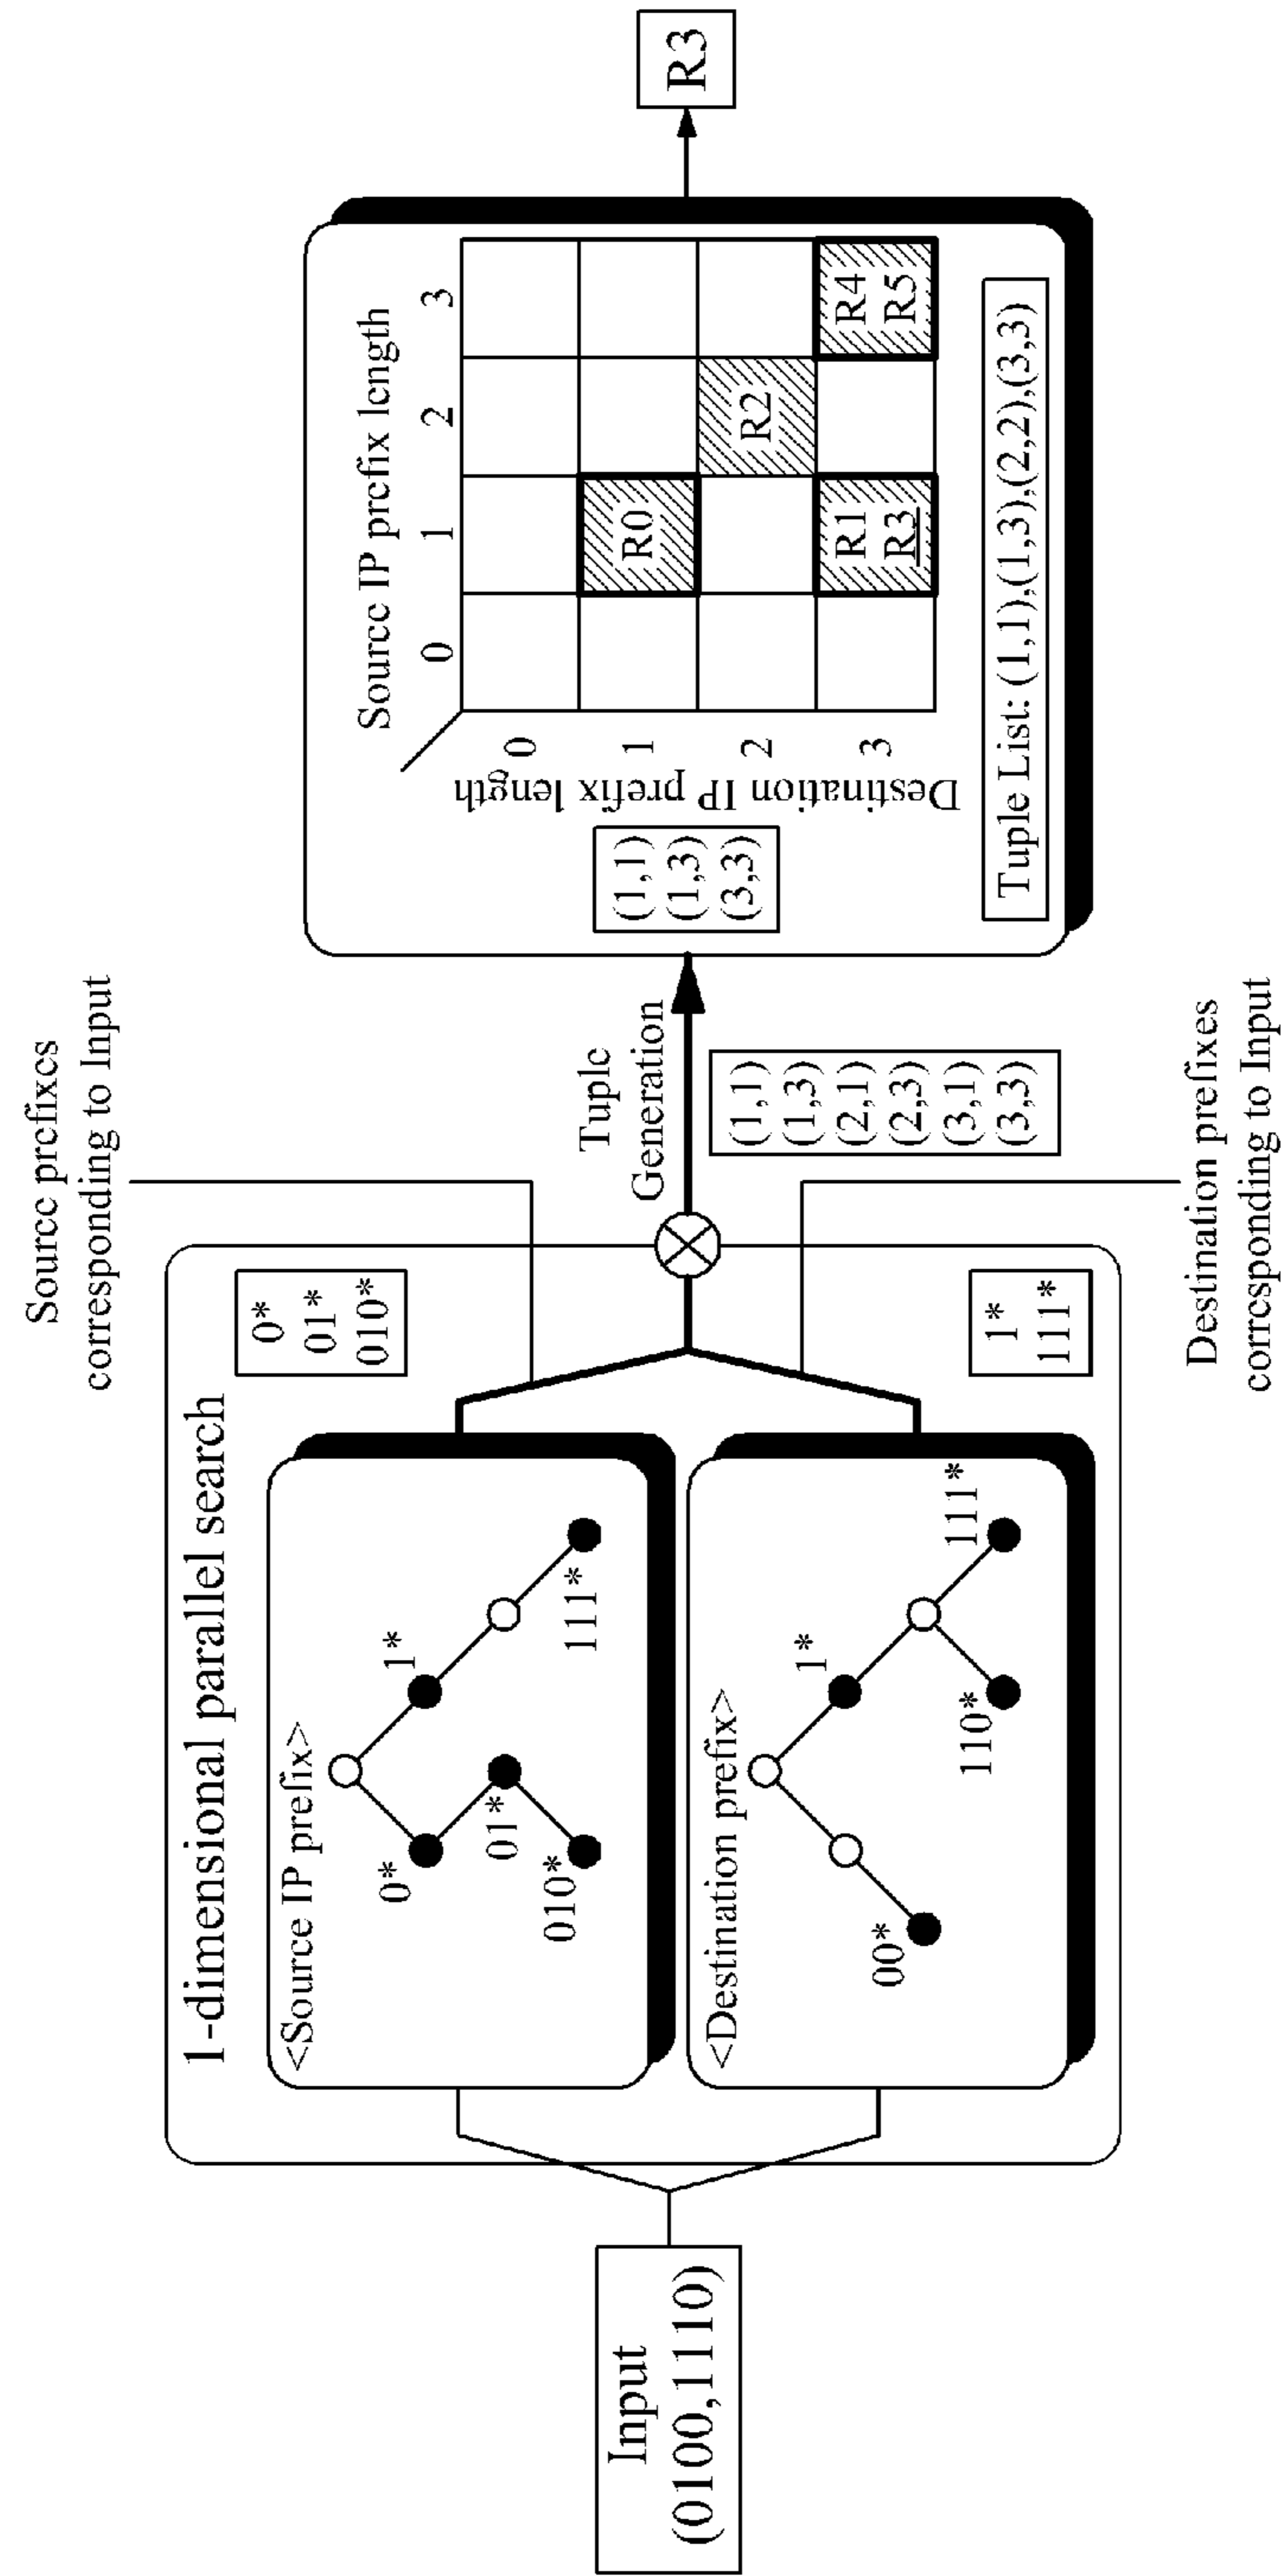 Input
(0100,1110)
1-dimensional parallel search
<Source IP prefix>
0*
1*
01*
010*
111*
<Destination prefix>
1*
00*
110*
111*
0*
01*
010*
1*
111*
Source prefixes
corresponding to Input
Destination prefixes
corresponding to Input
Tuple
Generation
(1,1)
(1,3)
(2,1)
(2,3)
(3,1)
(3,3)
(1,1)
(1,3)
(3,3)
Source IP prefix length
0 1 2 3
Destination IP prefix length
0
1
2
3
R0
R2
R1
R3
R4
R5
Tuple List: (1,1),(1,3),(2,2),(3,3)
R3